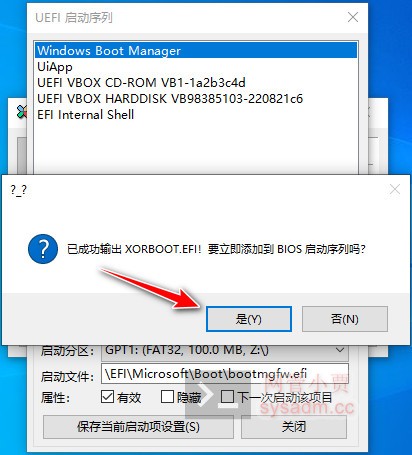 UEFI 启动序列
Windows Boot Manager
UiApp
UEFI VBOX CD-ROM VB1-1a2b3c4d
UEFI VBOX HARDDISK VB98385103-220821c6
EFI Internal Shell
?_?
已成功输出 XORBOOT.EFI! 要立即添加到 BIOS 启动序列吗?
是(Y)
否(N)
启动分区:
GPT1: (FAT32, 100.0 MB, Z:\)
启动文件:
\EFI\Microsoft\Boot\bootmgfw.efi
属性:
有效
隐藏
下一次启动该项目
保存当前启动项设置(S)
关闭
网管小贾
sysadm.cc